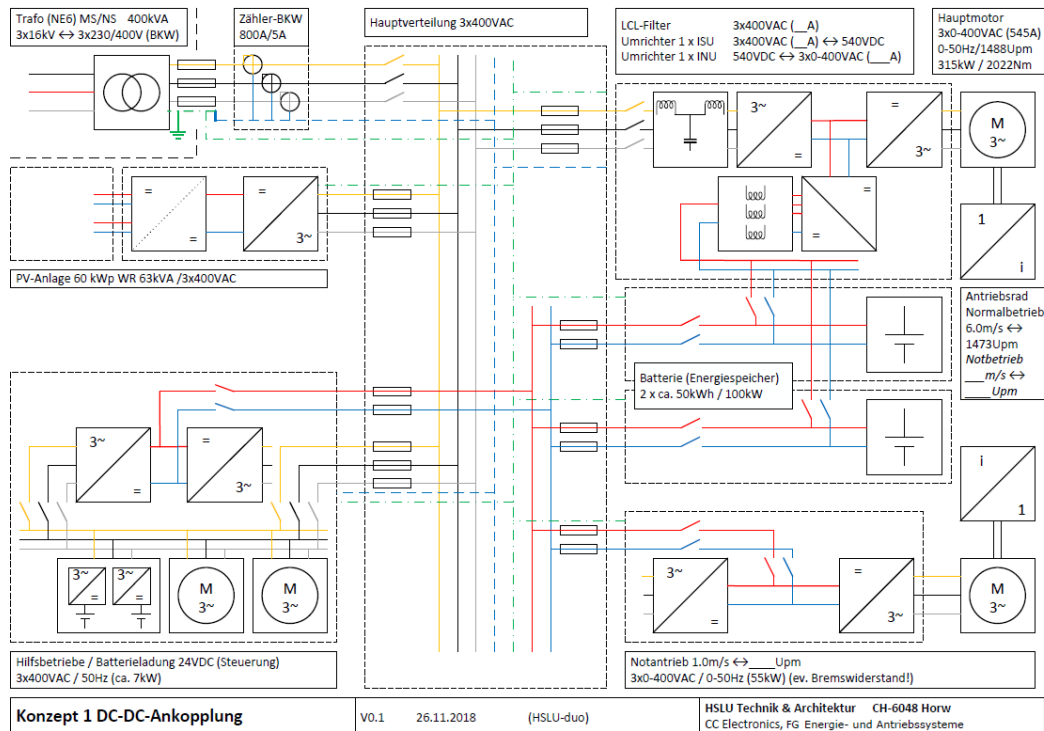 Trafo (NE6) MS/NS 400kVA
3x16kV ↔ 3x230/400V (BKW)
Zähler-BKW
800A/5A
Hauptverteilung 3x400VAC
LCL-Filter 3x400VAC (__A)
Umrichter 1 x ISU 3x400VAC (__A) ↔ 540VDC
Umrichter 1 x INU 540VDC ↔ 3x0-400VAC (___A)
Hauptmotor
3x0-400VAC (545A)
0-50Hz/1488Upm
315kW / 2022Nm
3~
=
=
3~
M
3~
=
=
=
3~
=
=
1
i
PV-Anlage 60 kWp WR 63kVA /3x400VAC
Antriebsrad
Normalbetrieb
6.0m/s ↔
1473Upm
Notbetrieb
___m/s ↔
____Upm
Batterie (Energiespeicher)
2 x ca. 50kWh / 100kW
3~
=
=
3~
i
1
3~
=
3~
=
M
3~
M
3~
3~
=
=
3~
M
3~
Hilfsbetriebe / Batterieladung 24VDC (Steuerung)
3x400VAC / 50Hz (ca. 7kW)
Notantrieb 1.0m/s ↔____Upm
3x0-400VAC / 0-50Hz (55kW) (ev. Bremswiderstand!)
Konzept 1 DC-DC-Ankopplung
V0.1 26.11.2018 (HSLU-duo)
HSLU Technik & Architektur CH-6048 Horw
CC Electronics, FG Energie- und Antriebssysteme